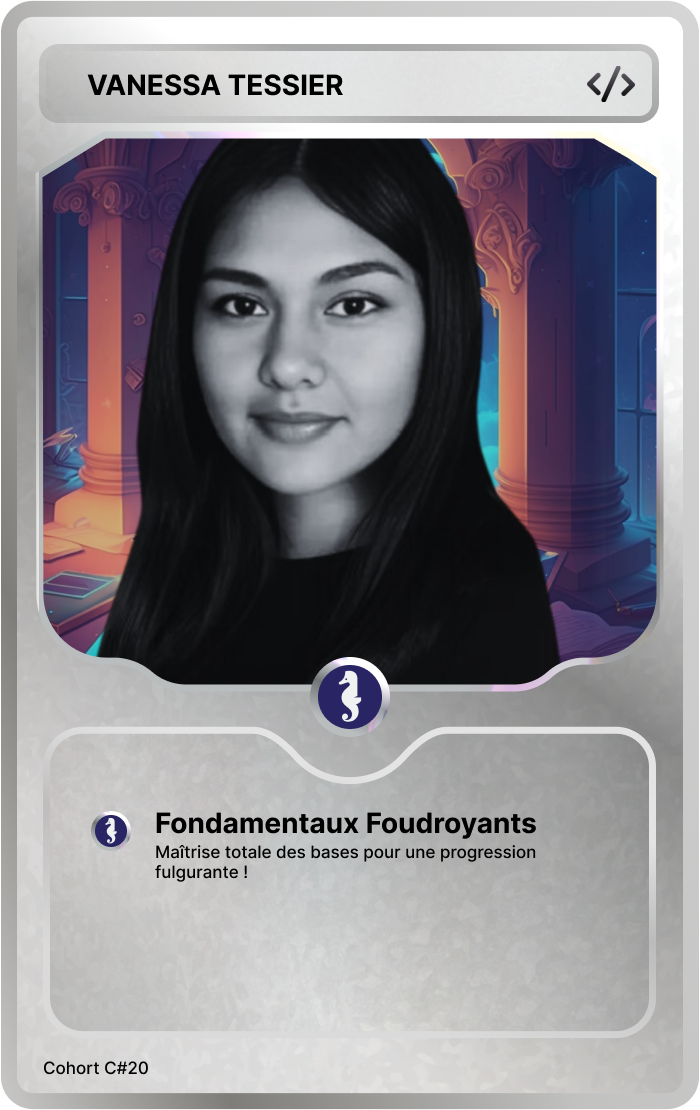 VANESSA TESSIER
Fondamentaux Foudroyants
Maîtrise totale des bases pour une progression
fulgurante !
Cohort C#20